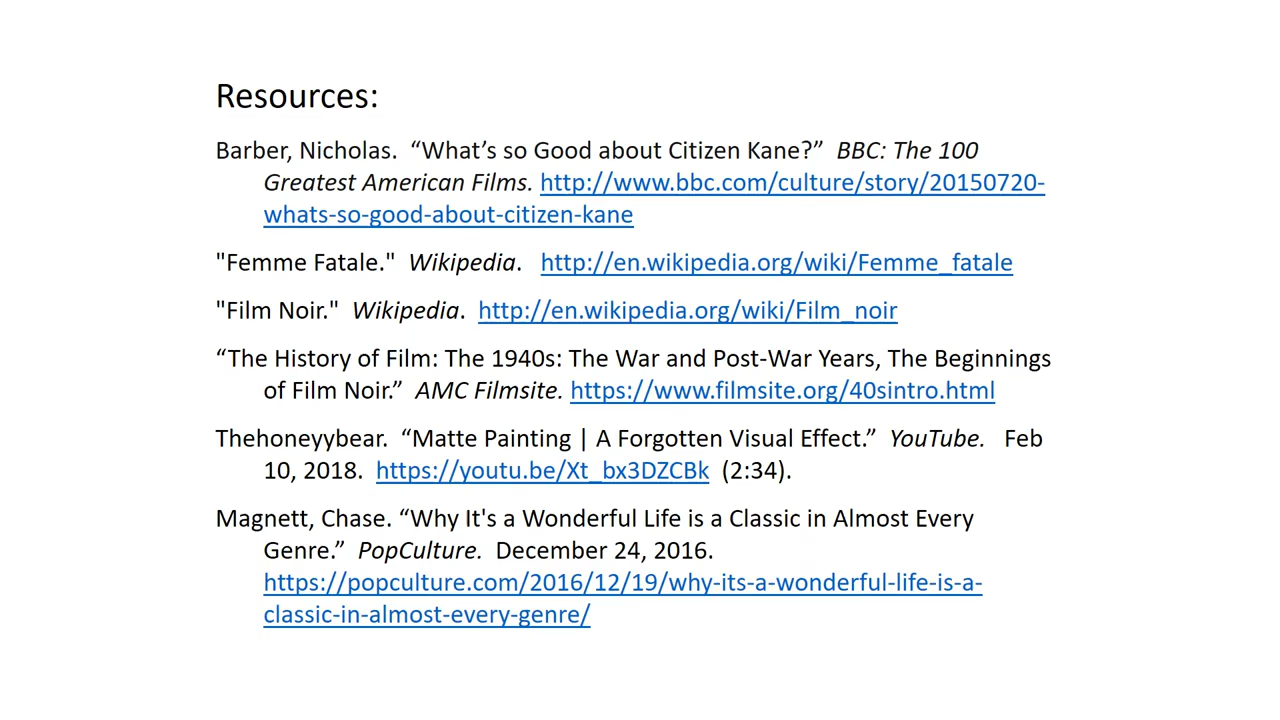 Resources:
Barber, Nicholas.  “What’s so Good about Citizen Kane?”  BBC: The 100
Greatest American Films. http://www.bbc.com/culture/story/20150720-
whats-so-good-about-citizen-kane
"Femme Fatale."  Wikipedia.   http://en.wikipedia.org/wiki/Femme_fatale
"Film Noir."  Wikipedia.  http://en.wikipedia.org/wiki/Film_noir
“The History of Film: The 1940s: The War and Post-War Years, The Beginnings
of Film Noir.”  AMC Filmsite. https://www.filmsite.org/40sintro.html
Thehoneyybear.  “Matte Painting | A Forgotten Visual Effect.”  YouTube.   Feb
10, 2018.  https://youtu.be/Xt_bx3DZCBk  (2:34).
Magnett, Chase. “Why It's a Wonderful Life is a Classic in Almost Every
Genre.”  PopCulture.  December 24, 2016.
https://popculture.com/2016/12/19/why-its-a-wonderful-life-is-a-
classic-in-almost-every-genre/